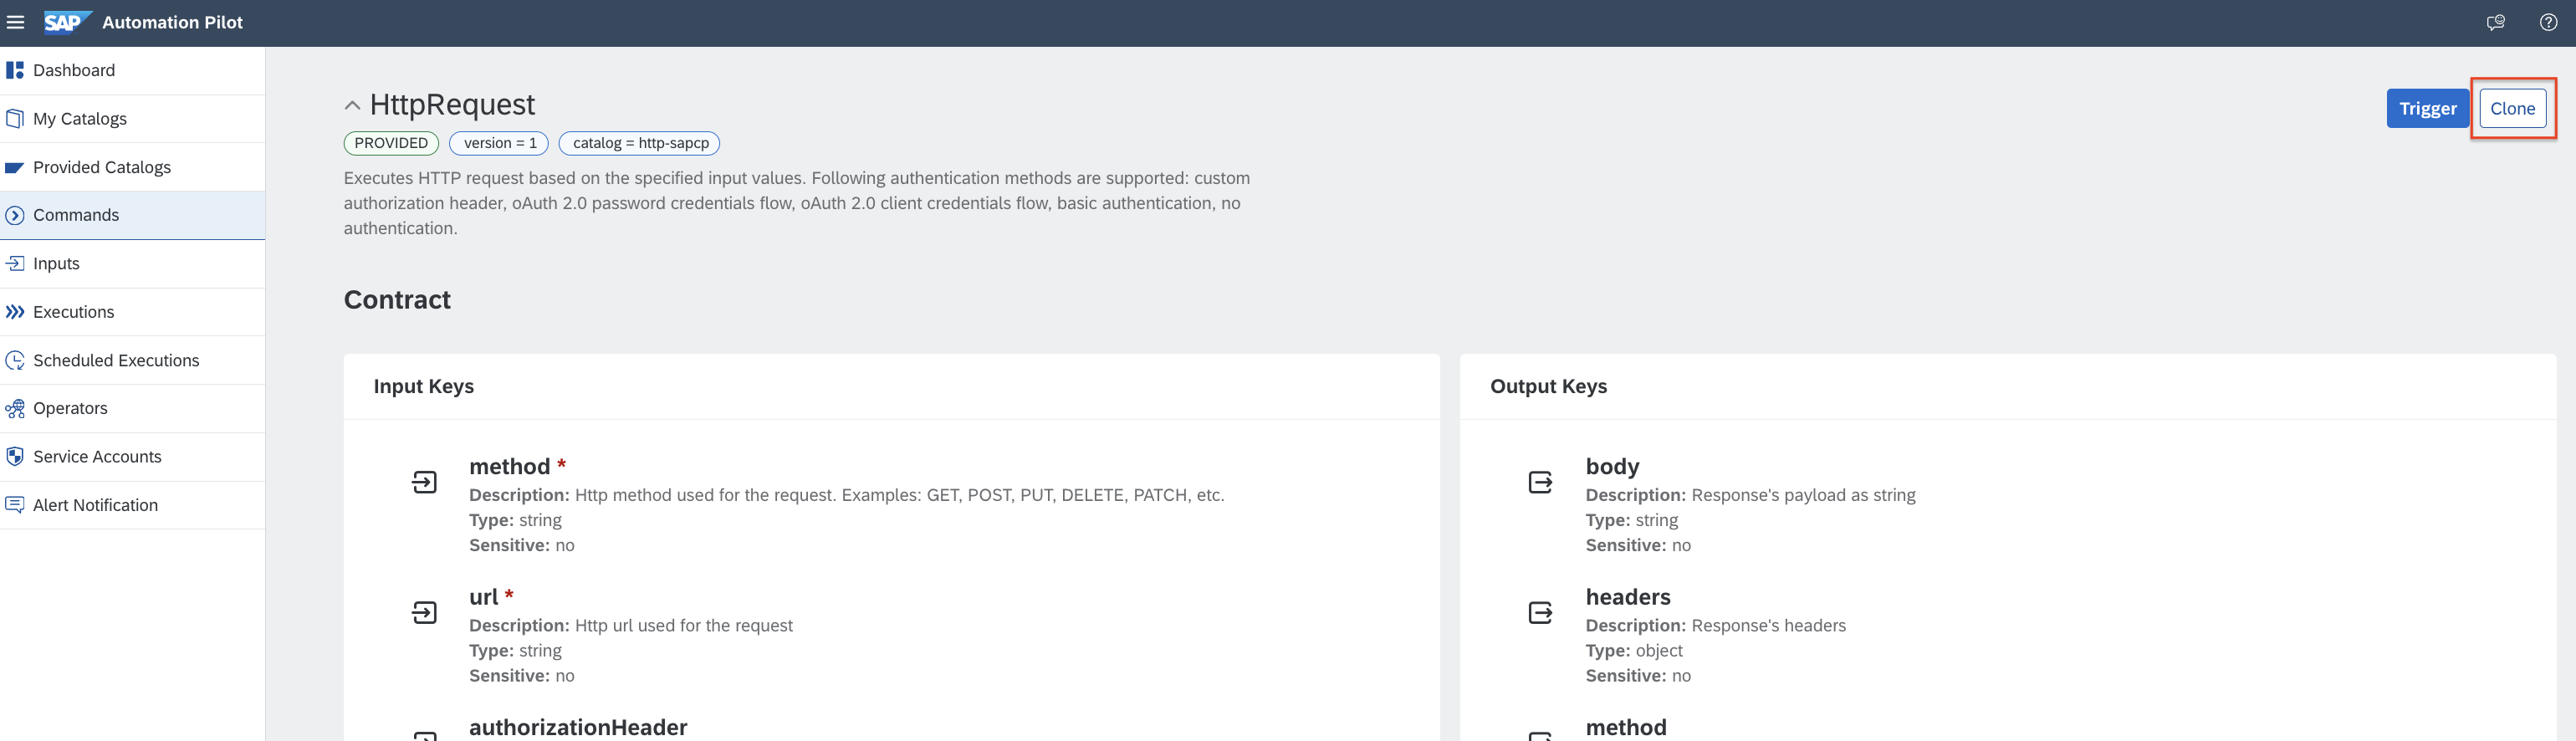 SAP Automation Pilot
Dashboard
My Catalogs
Provided Catalogs
Commands
Inputs
Executions
Scheduled Executions
Operators
Service Accounts
Alert Notification
HttpRequest
Trigger
Clone
PROVIDED
version = 1
catalog = http-sapcp
Executes HTTP request based on the specified input values. Following authentication methods are supported: custom
authorization header, oAuth 2.0 password credentials flow, oAuth 2.0 client credentials flow, basic authentication, no
authentication.
Contract
Input Keys
method *
Description: Http method used for the request. Examples: GET, POST, PUT, DELETE, PATCH, etc.
Type: string
Sensitive: no
url *
Description: Http url used for the request
Type: string
Sensitive: no
authorizationHeader
Output Keys
body
Description: Response's payload as string
Type: string
Sensitive: no
headers
Description: Response's headers
Type: object
Sensitive: no
method